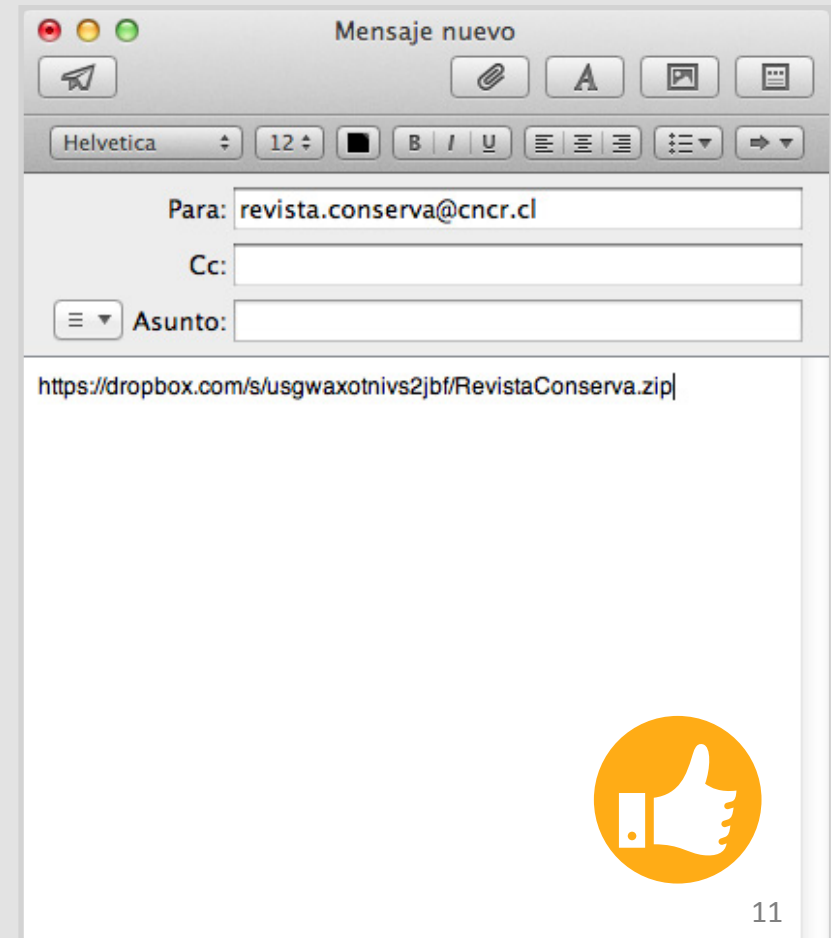 Mensaje nuevo
A
Helvetica 12 B I U
Para: revista.conserva@cncr.cl
Cc:
Asunto:
https://dropbox.com/s/usgwaxotnivs2jbf/RevistaConserva.zip
11